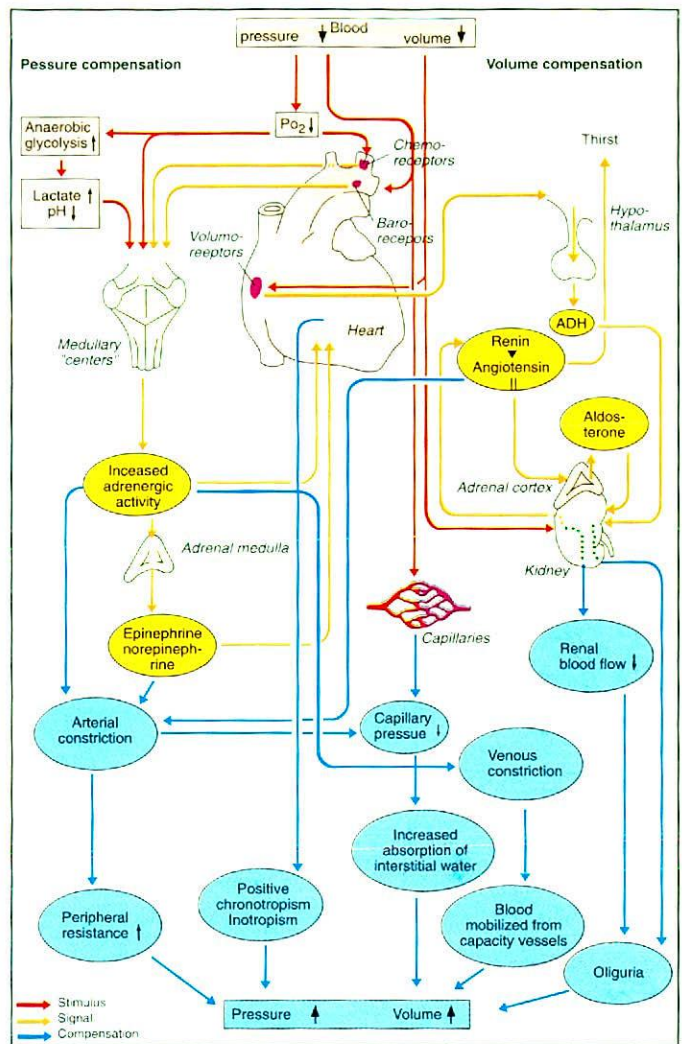 Blood
pressure volume
Pessure compensation
Volume compensation
Po2
Anaerobic
glycolysis
Chemo-
receptors
Thirst
Lactate
pH
Baro-
recepors
Hypo-
thalamus
Volumo-
reeptors
Heart
ADH
Medullary
"centers"
Renin
Angiotensin
II
Aldos-
terone
Inceased
adrenergic
activity
Adrenal cortex
Adrenal medulla
Kidney
Epinephrine
norepineph-
rine
Capillaries
Renal
blood flow
Arterial
constriction
Capillary
pressue
Venous
constriction
Increased
absorption of
interstitial water
Positive
chronotropism
Inotropism
Peripheral
resistance
Blood
mobilized from
capacity vessels
Oliguria
Stimulus
Signal
Compensation
Pressure Volume